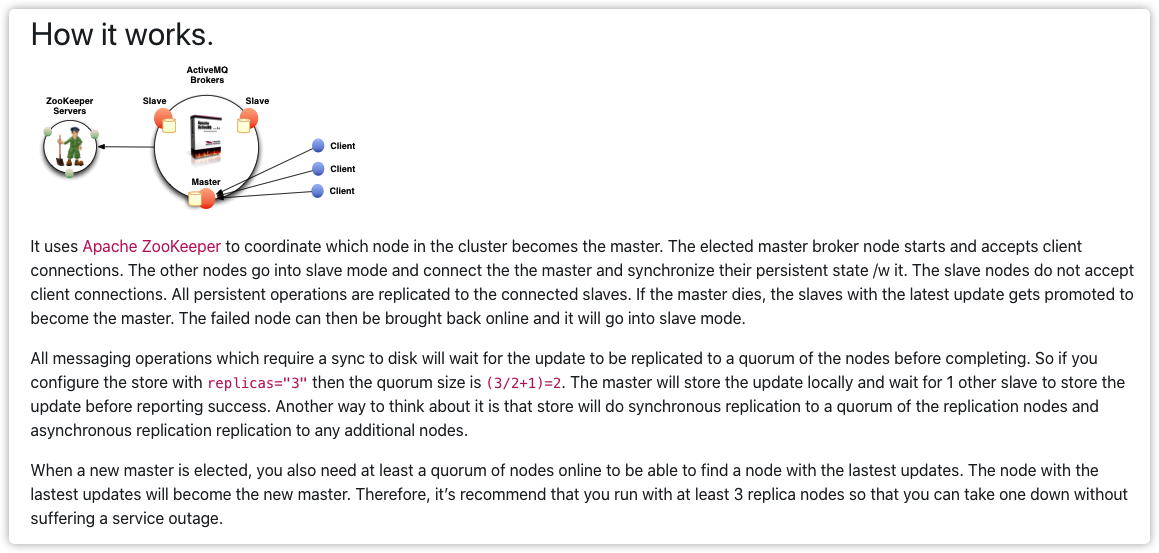 How it works.
ActiveMQ
Brokers
ZooKeeper
Servers
Slave
Slave
Client
Client
Master
Client
It uses Apache ZooKeeper to coordinate which node in the cluster becomes the master. The elected master broker node starts and accepts client
connections. The other nodes go into slave mode and connect the the master and synchronize their persistent state /w it. The slave nodes do not accept
client connections. All persistent operations are replicated to the connected slaves. If the master dies, the slaves with the latest update gets promoted to
become the master. The failed node can then be brought back online and it will go into slave mode.
All messaging operations which require a sync to disk will wait for the update to be replicated to a quorum of the nodes before completing. So if you
configure the store with replicas="3" then the quorum size is (3/2+1)=2. The master will store the update locally and wait for 1 other slave to store the
update before reporting success. Another way to think about it is that store will do synchronous replication to a quorum of the replication nodes and
asynchronous replication replication to any additional nodes.
When a new master is elected, you also need at least a quorum of nodes online to be able to find a node with the lastest updates. The node with the
lastest updates will become the new master. Therefore, it’s recommend that you run with at least 3 replica nodes so that you can take one down without
suffering a service outage.